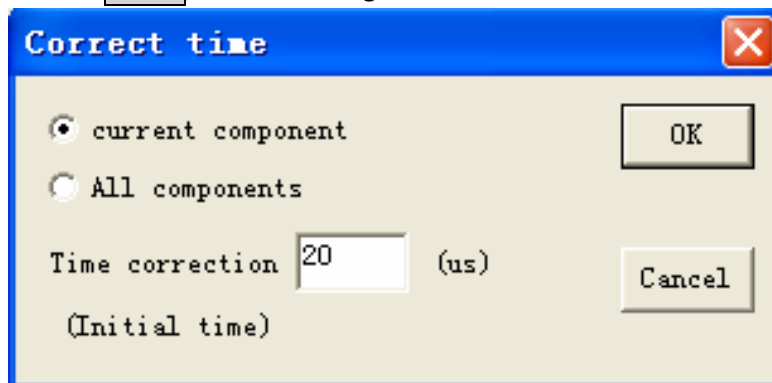 Correct time
current component
OK
All components
Time correction 20 (us)
Cancel
(Initial time)